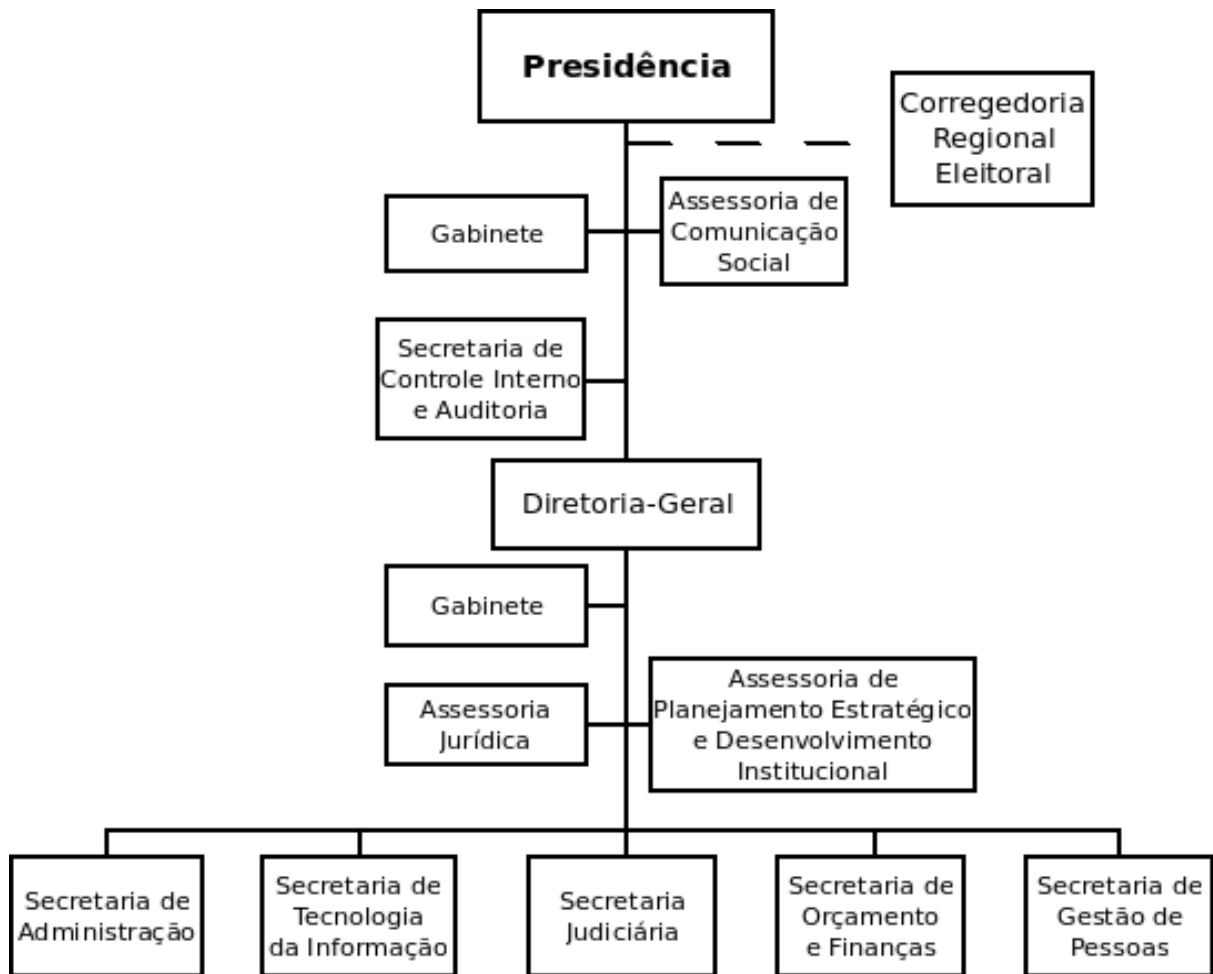 Presidência
Corregedoria
Regional
Eleitoral
Gabinete
Assessoria de
Comunicação
Social
Secretaria de
Controle Interno
e Auditoria
Diretoria-Geral
Gabinete
Assessoria
Jurídica
Assessoria de
Planejamento Estratégico
e Desenvolvimento
Institucional
Secretaria de
Administração
Secretaria de
Tecnologia
da Informação
Secretaria
Judiciária
Secretaria de
Orçamento
e Finanças
Secretaria de
Gestão de
Pessoas